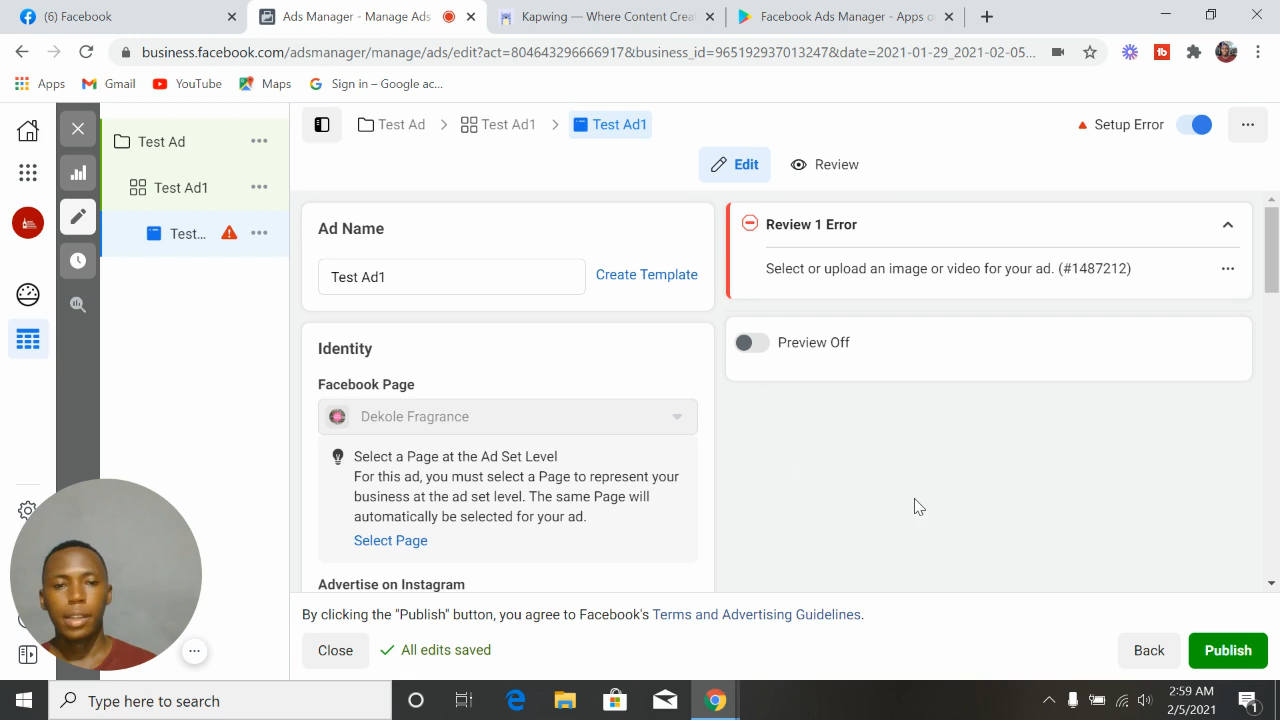 (6) Facebook
Ads Manager - Manage Ads
Kapwing — Where Content Crea
Facebook Ads Manager - Apps o
business.facebook.com/adsmanager/manage/ads/edit?act=804643296666917&business_id=965192937013247&date=2021-01-29_2021-02-05...
Apps
Gmail
YouTube
Maps
Sign in – Google ac...
Test Ad
Test Ad1
Test...
Test Ad
Test Ad1
Test Ad1
Setup Error
Edit
Review
Ad Name
Test Ad1
Create Template
Identity
Facebook Page
Dekole Fragrance
Select a Page at the Ad Set Level
For this ad, you must select a Page to represent your
business at the ad set level. The same Page will
automatically be selected for your ad.
Select Page
Advertise on Instagram
Review 1 Error
Select or upload an image or video for your ad. (#1487212)
Preview Off
By clicking the "Publish" button, you agree to Facebook's Terms and Advertising Guidelines.
Close
All edits saved
Back
Publish
Type here to search
2:59 AM
2/5/2021
1